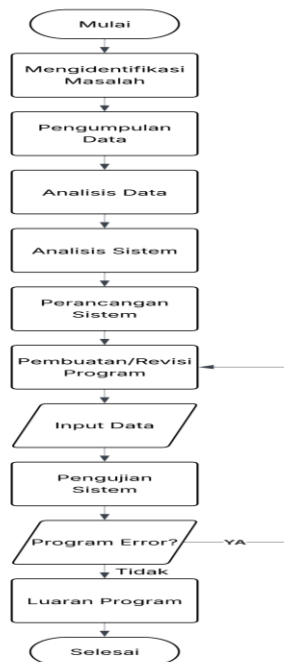 Mulai
Mengidentifikasi
Masalah
Pengumpulan
Data
Analisis Data
Analisis Sistem
Perancangan
Sistem
Pembuatan/Revisi
Program
Input Data
Pengujian
Sistem
Program Error?
YA
Tidak
Luaran Program
Selesai